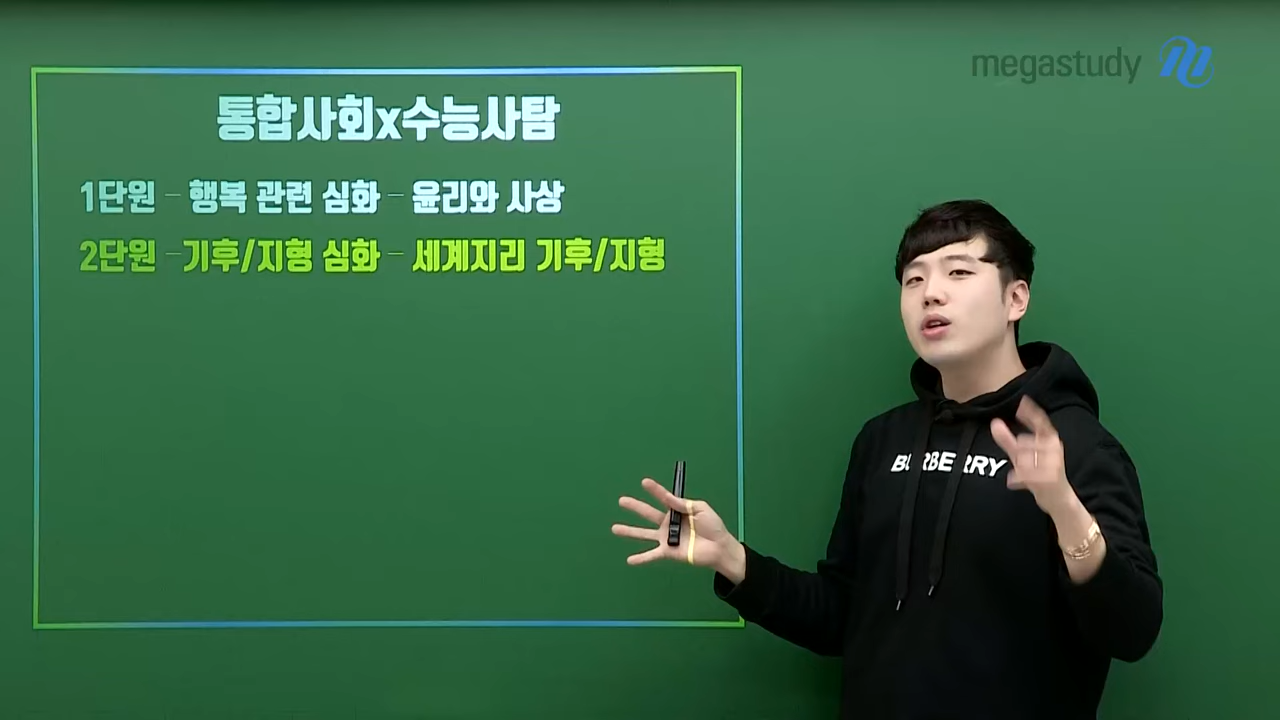 megastudy
통합사회x수능사탐
1단원 – 행복 관련 심화 – 윤리와 사상
2단원 –기후/지형 심화 – 세계지리 기후/지형
BURBERRY